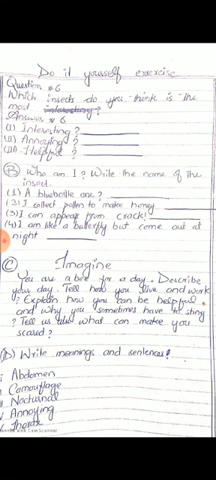 Do it yourself exercise
Question # 6
Which insects do you think is the
most interesting?
Answer # 6
(I) Interesting?
(II) Annoying?
(III) Helpful?
(B) Who am I? Write the name of the
insect.
(1) A bluebottle one?
(2) I collect pollen to make honey
(3) I can appear from cracks
(4) I am like a butterfly but come out at
night
(C) Imagine
You are a bee for a day. Describe
your day. Tell how you live and work
? Explain how you can be helpful
and why you sometimes have to sting
? Tell us what can make you
scared?
(D) Write meanings and sentences!
Abdomen
Camouflage
Nocturnal
Annoying
Thorax
CamScanner